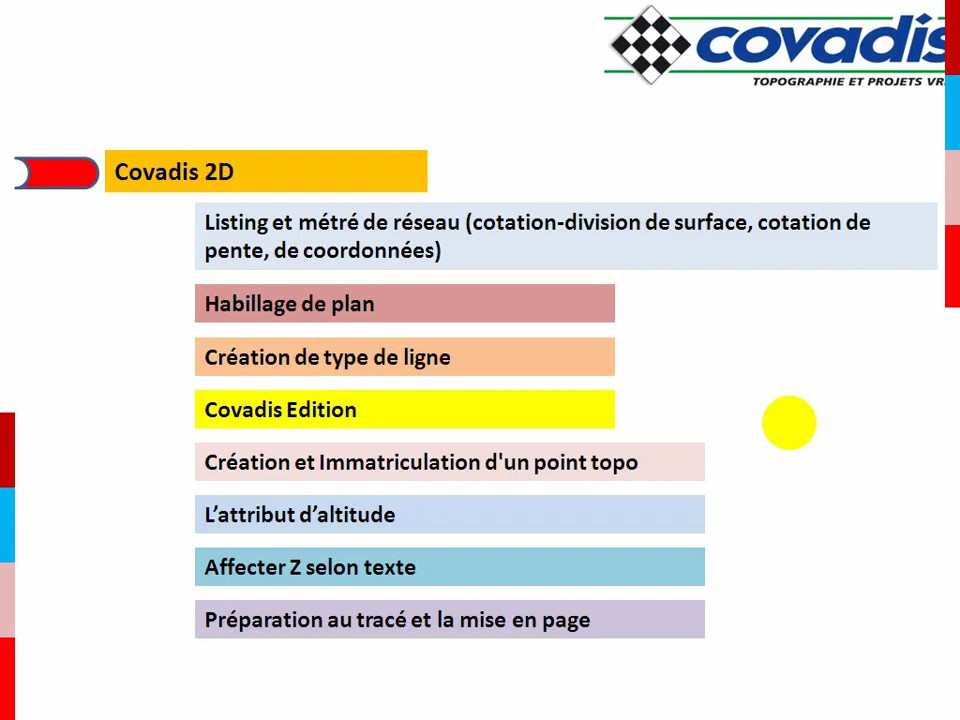 covadis
TOPOGRAPHIE ET PROJETS VR
Covadis 2D
Listing et métré de réseau (cotation-division de surface, cotation de
pente, de coordonnées)
Habillage de plan
Création de type de ligne
Covadis Edition
Création et Immatriculation d'un point topo
L’attribut d’altitude
Affecter Z selon texte
Préparation au tracé et la mise en page